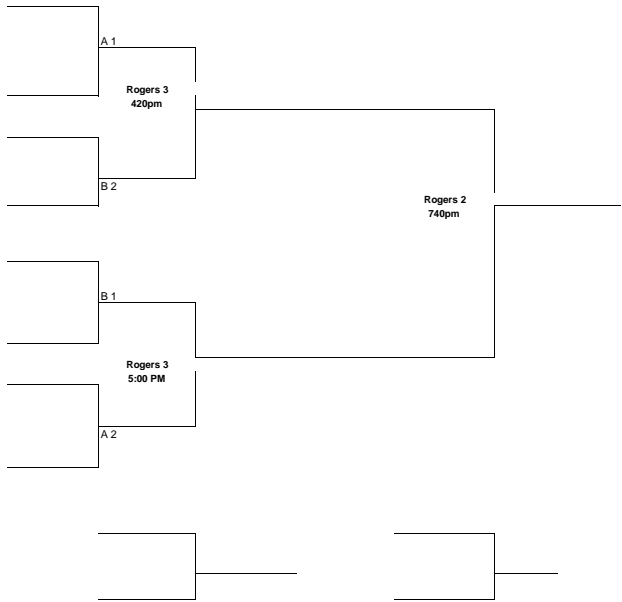 A 1
Rogers 3
420pm
B 2
Rogers 2
740pm
B 1
Rogers 3
5:00 PM
A 2